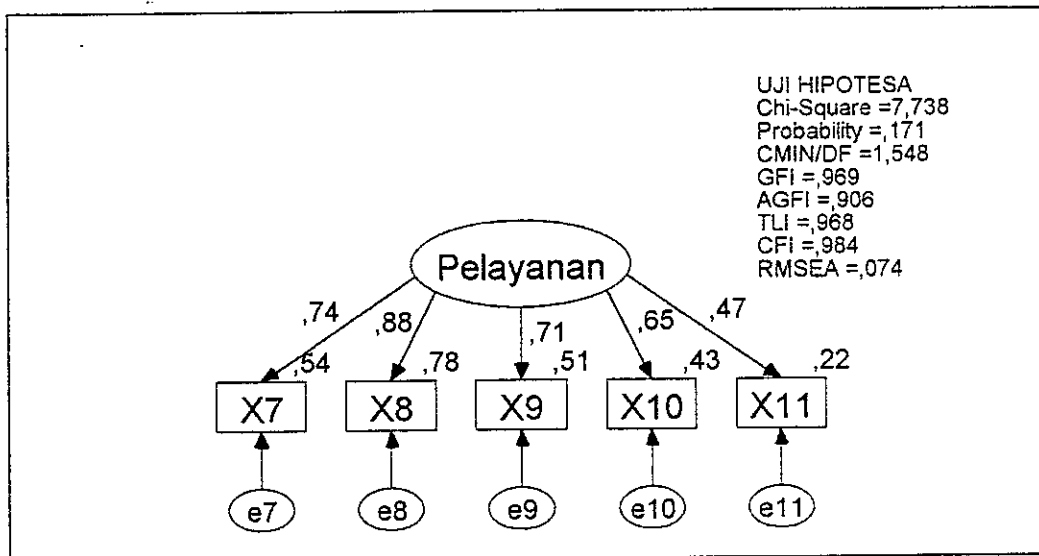 UJI HIPOTESA
Chi-Square =7,738
Probability =,171
CMIN/DF =1,548
GFI =,969
AGFI =,906
TLI =,968
CFI =,984
RMSEA =,074
Pelayanan
,74 ,88 ,71 ,65 ,47
,54 ,78 ,51 ,43 ,22
X7 X8 X9 X10 X11
e7 e8 e9 e10 e11